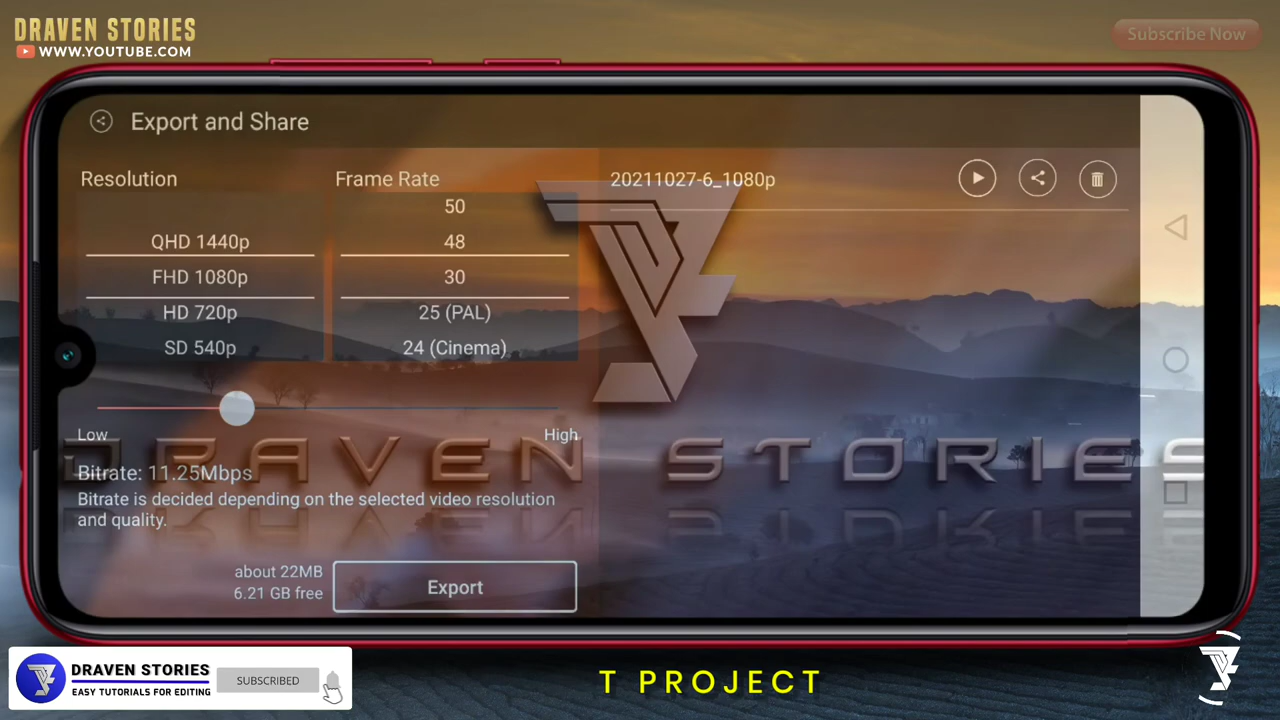 DRAVEN STORIES
WWW.YOUTUBE.COM
Subscribe Now
Export and Share
Resolution
Frame Rate
20211027-6_1080p
50
QHD 1440p
48
FHD 1080p
30
HD 720p
25 (PAL)
SD 540p
24 (Cinema)
Low
High
DRAVEN STORIES
Bitrate: 11.25Mbps
Bitrate is decided depending on the selected video resolution
and quality.
about 22MB
6.21 GB free
Export
DRAVEN STORIES
EASY TUTORIALS FOR EDITING
SUBSCRIBED
T PROJECT